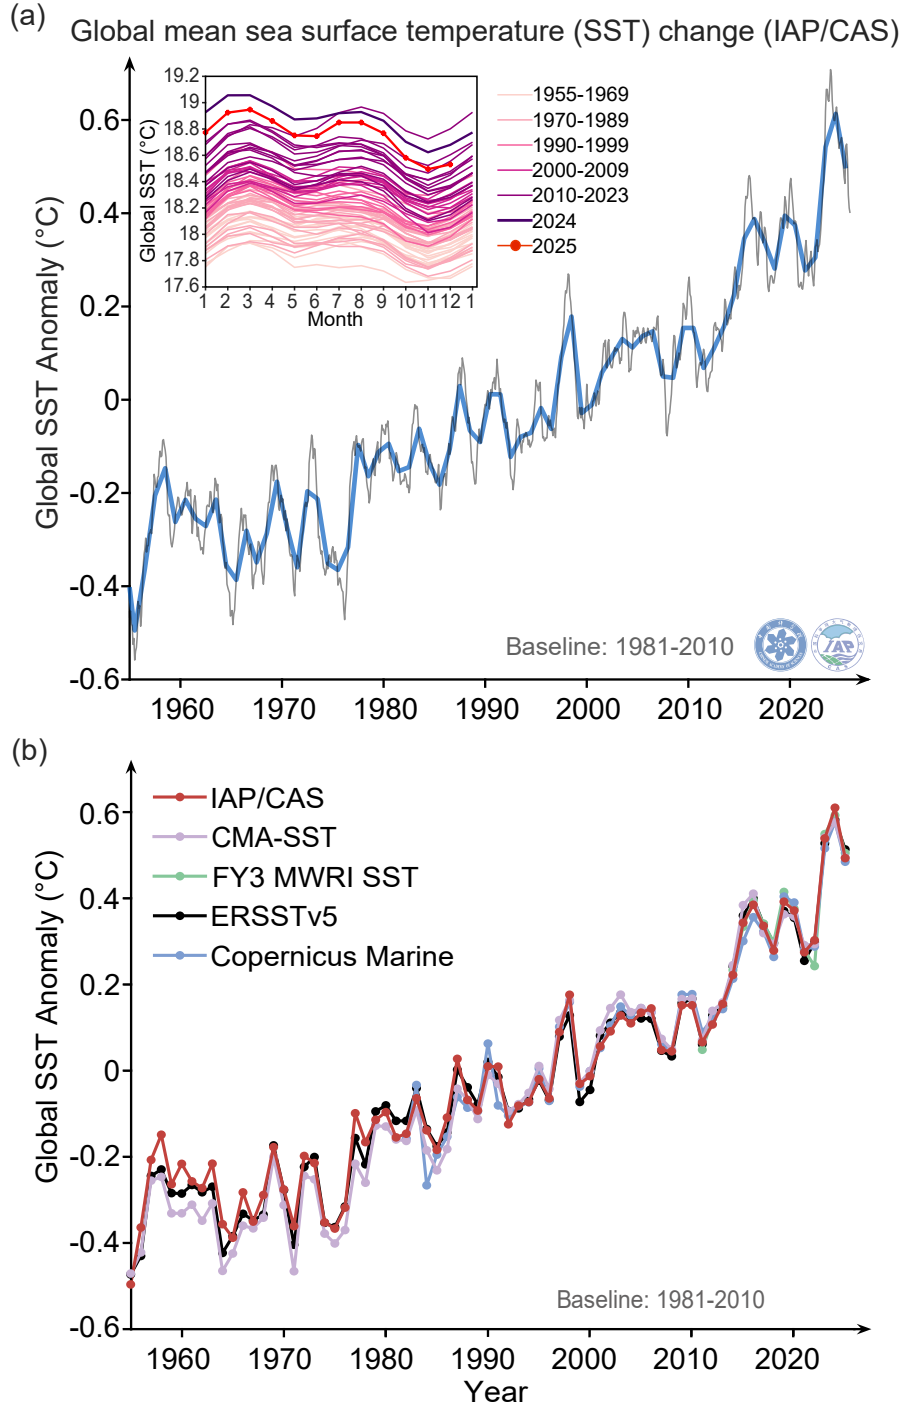 (a)
Global mean sea surface temperature (SST) change (IAP/CAS)
Global SST Anomaly (°C)
0.6
0.4
0.2
0
-0.2
-0.4
-0.6
1960 1970 1980 1990 2000 2010 2020
Global SST (°C)
19.2
19
18.8
18.6
18.4
18.2
18
17.8
17.6
1 2 3 4 5 6 7 8 9 10 11 12 1
Month
1955-1969
1970-1989
1990-1999
2000-2009
2010-2023
2024
2025
Baseline: 1981-2010
IAP
(b)
Global SST Anomaly (°C)
0.6
0.4
0.2
0
-0.2
-0.4
-0.6
IAP/CAS
CMA-SST
FY3 MWRI SST
ERSSTv5
Copernicus Marine
Baseline: 1981-2010
1960 1970 1980 1990 2000 2010 2020
Year